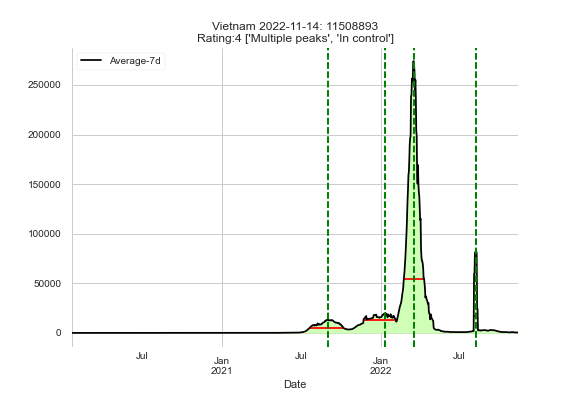 Vietnam 2022-11-14: 11508893
Rating:4 ['Multiple peaks', 'In control']
Average-7d
250000
200000
150000
100000
50000
0
Jul
Jan
2021
Jul
Jan
2022
Jul
Date